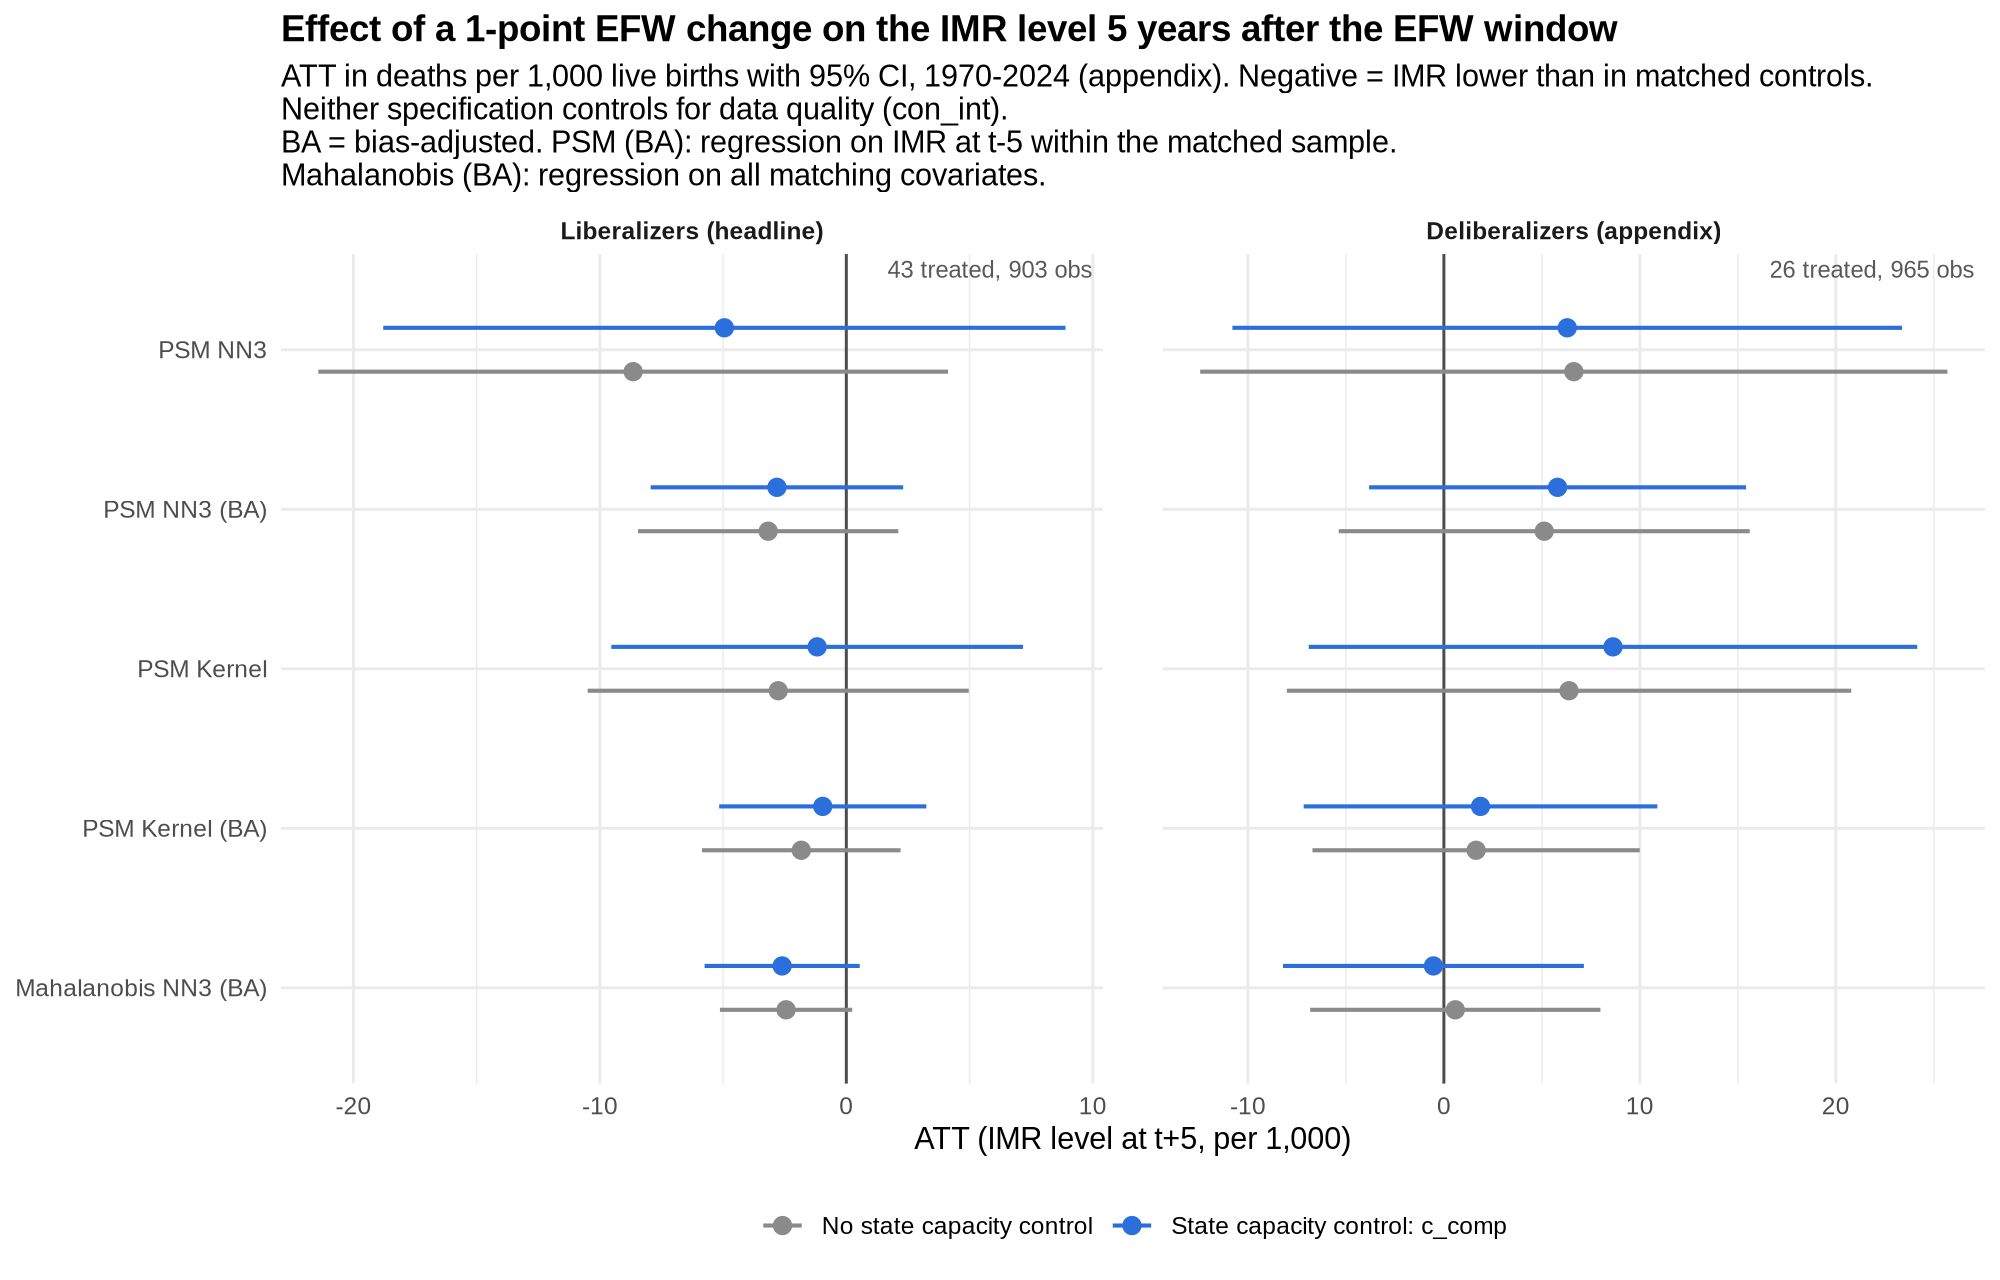 Effect of a 1-point EFW change on the IMR level 5 years after the EFW window
ATT in deaths per 1,000 live births with 95% CI, 1970-2024 (appendix). Negative = IMR lower than in matched controls.
Neither specification controls for data quality (con_int).
BA = bias-adjusted. PSM (BA): regression on IMR at t-5 within the matched sample.
Mahalanobis (BA): regression on all matching covariates.
Liberalizers (headline)
Deliberalizers (appendix)
43 treated, 903 obs
26 treated, 965 obs
PSM NN3
PSM NN3 (BA)
PSM Kernel
PSM Kernel (BA)
Mahalanobis NN3 (BA)
-20 -10 0 10
-10 0 10 20
ATT (IMR level at t+5, per 1,000)
No state capacity control
State capacity control: c_comp